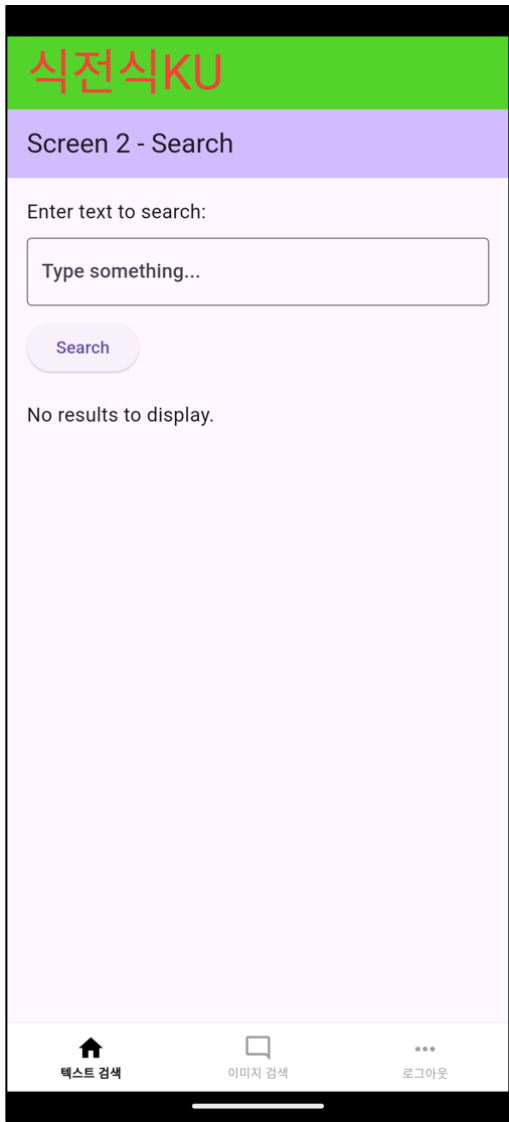 식전식KU
Screen 2 - Search
Enter text to search:
Type something...
Search
No results to display.
텍스트 검색
이미지 검색
로그아웃